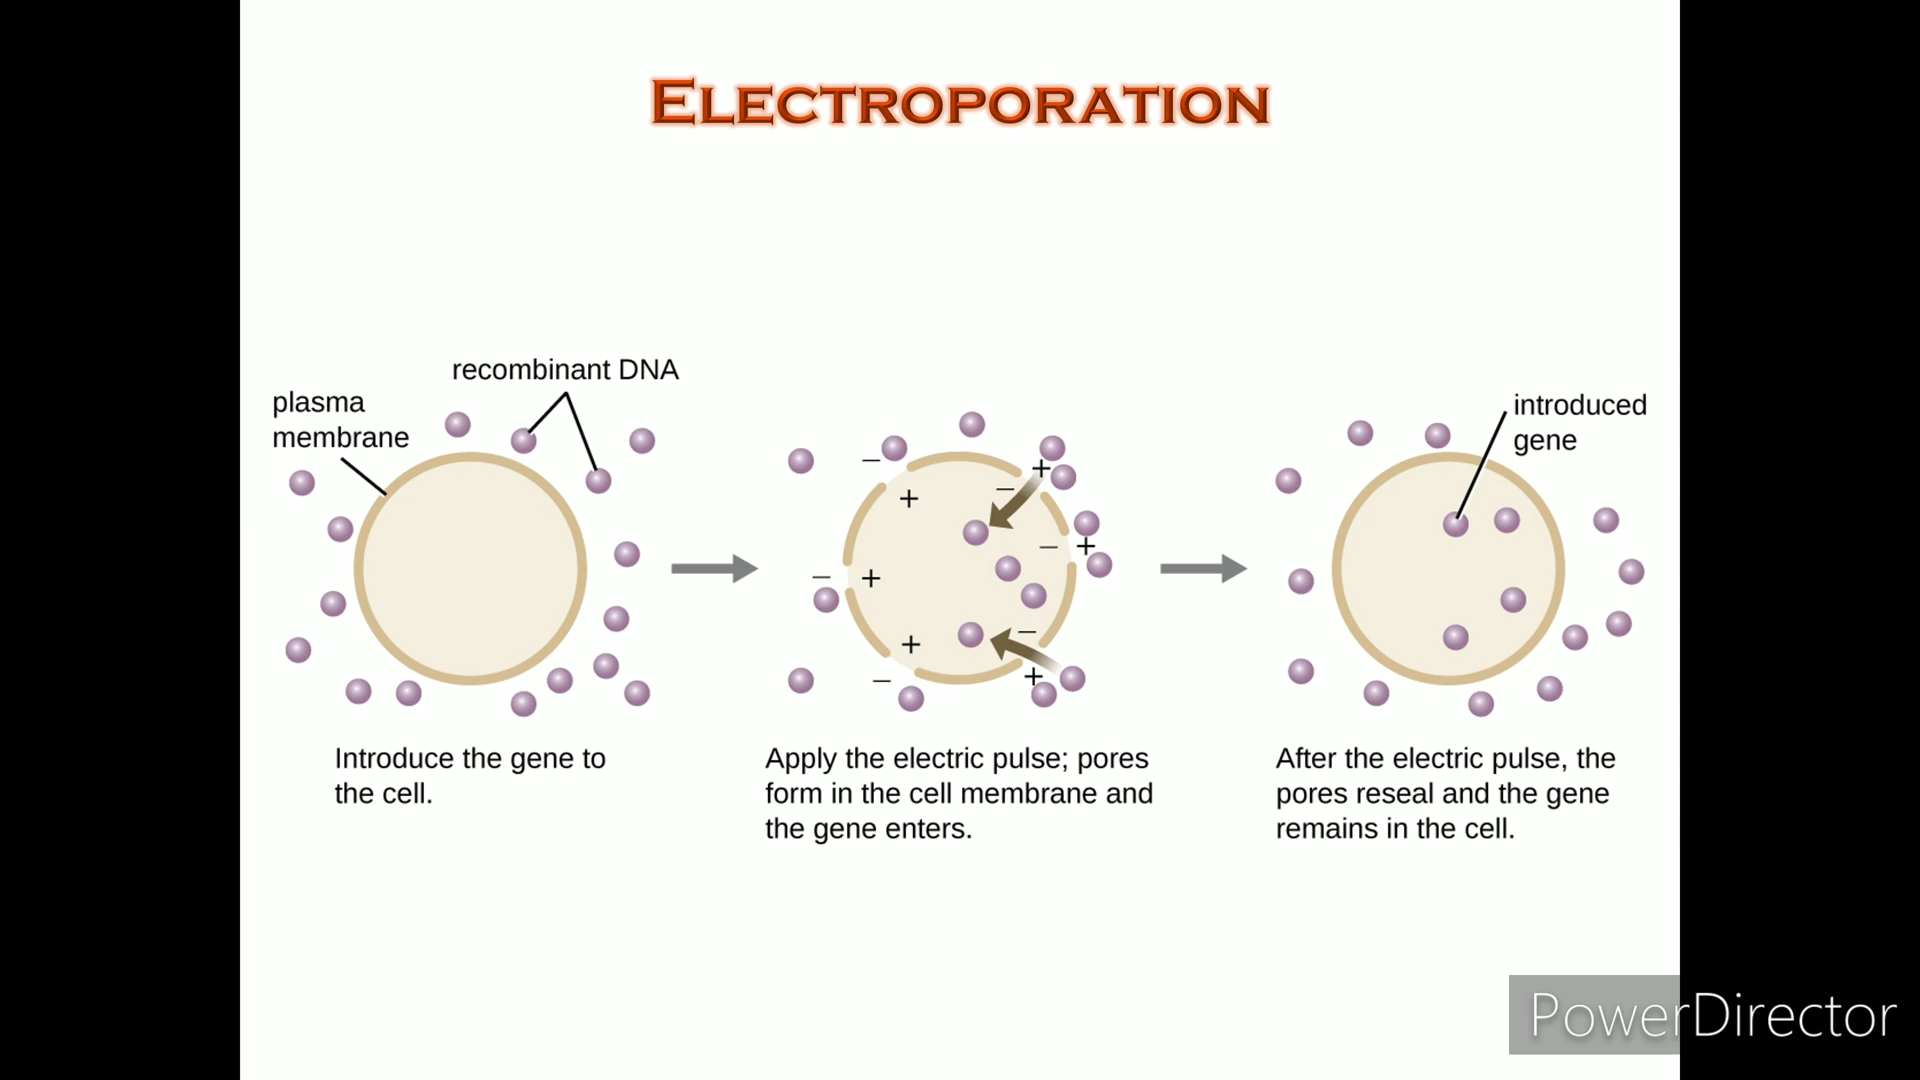 ELECTROPORATION
recombinant DNA
plasma
membrane
introduced
gene
− + − + − + − + − + − +
Introduce the gene to
the cell.
Apply the electric pulse; pores
form in the cell membrane and
the gene enters.
After the electric pulse, the
pores reseal and the gene
remains in the cell.
PowerDirector